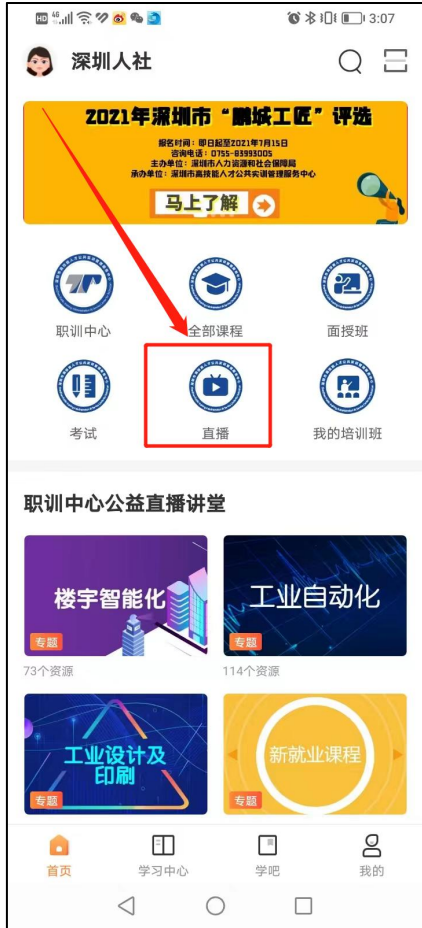 HD 46 3:07
深圳人社
2021年深圳市“鹏城工匠”评选
报名时间：即日起至2021年7月15日
咨询电话：0755-83993005
主办单位：深圳市人力资源和社会保障局
承办单位：深圳市高技能人才公共实训管理服务中心
马上了解
职训中心 全部课程 面授班
考试 直播 我的培训班
职训中心公益直播讲堂
楼宇智能化
专题
73个资源
工业自动化
专题
114个资源
工业设计及
印刷
专题
新就业课程
专题
首页 学习中心 学吧 我的